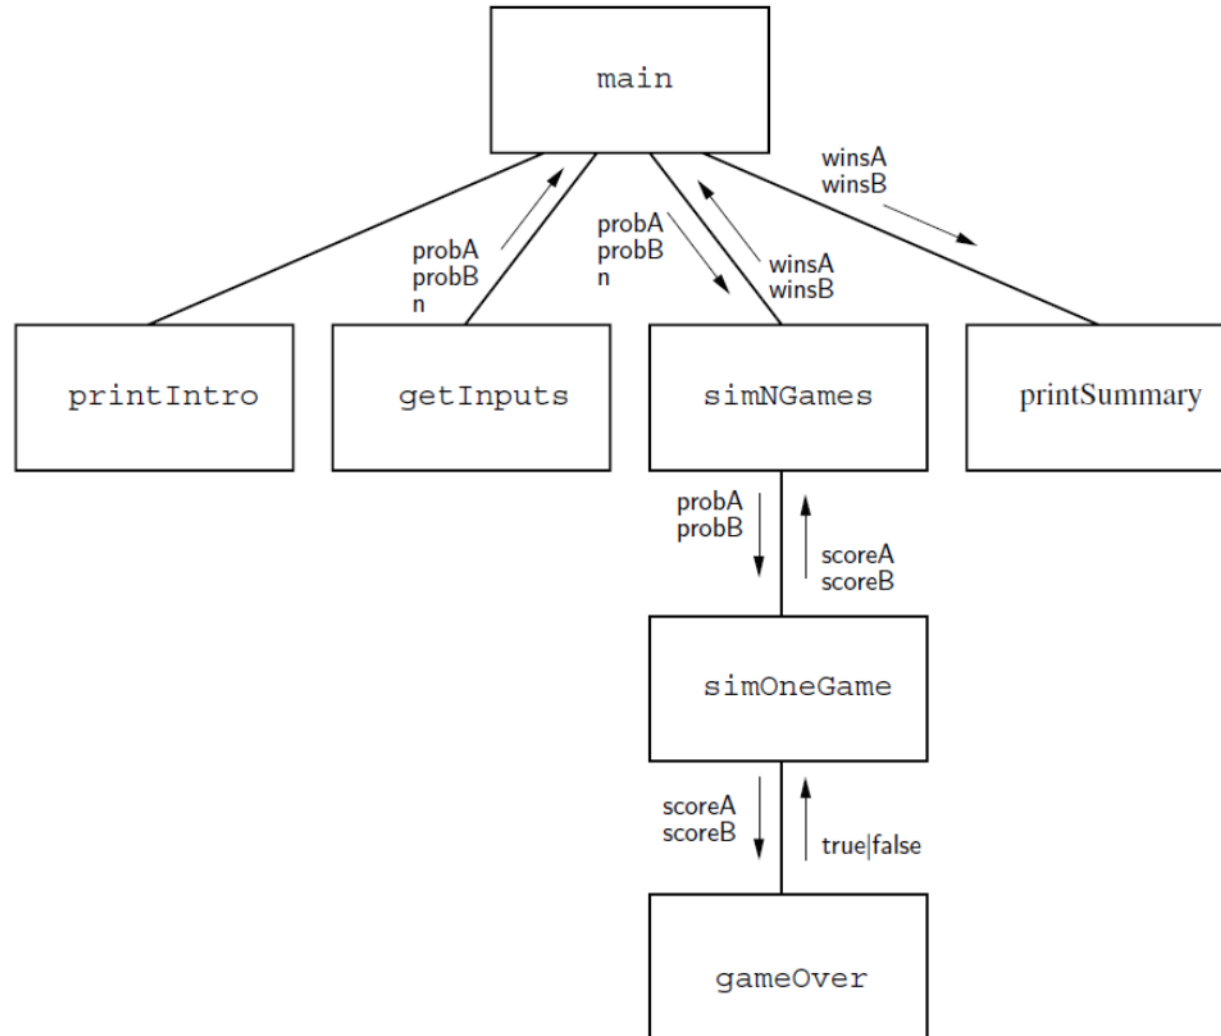 main
winsA
winsB
probA
probB
n
probA
probB
n
winsA
winsB
printIntro
getInputs
simNGames
printSummary
probA
probB
scoreA
scoreB
simOneGame
scoreA
scoreB
true|false
gameOver